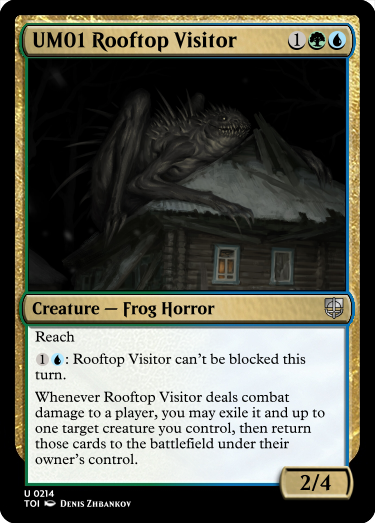 UM01 Rooftop Visitor 1
Creature — Frog Horror
Reach
1: Rooftop Visitor can't be blocked this
turn.
Whenever Rooftop Visitor deals combat
damage to a player, you may exile it and up to
one target creature you control, then return
those cards to the battlefield under their
owner's control.
2/4
U 0214
TOI Denis Zhbankov